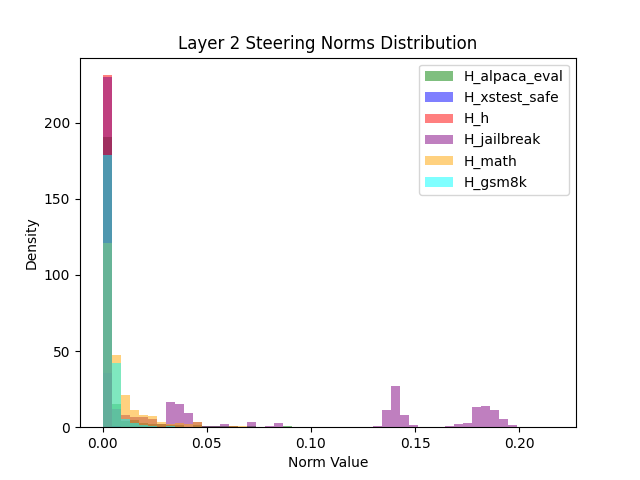 Layer 2 Steering Norms Distribution
H_alpaca_eval
H_xstest_safe
H_h
H_jailbreak
H_math
H_gsm8k
Density
200
150
100
50
0
0.00 0.05 0.10 0.15 0.20
Norm Value